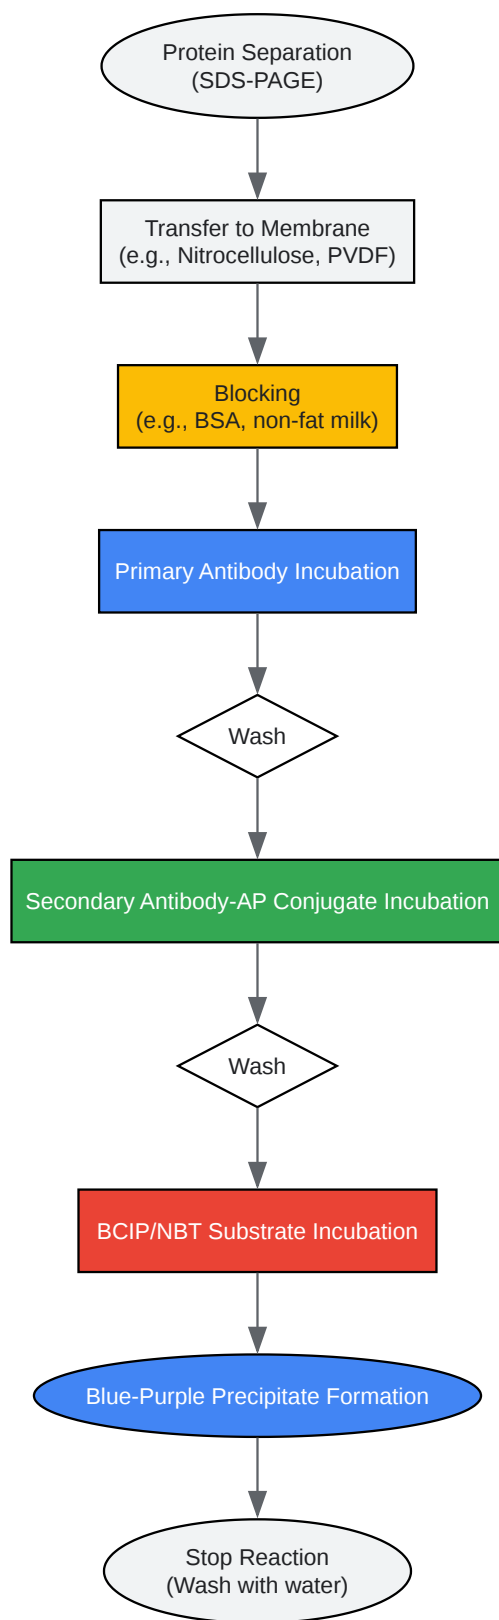 Protein Separation
(SDS-PAGE)
Transfer to Membrane
(e.g., Nitrocellulose, PVDF)
Blocking
(e.g., BSA, non-fat milk)
Primary Antibody Incubation
Wash
Secondary Antibody-AP Conjugate Incubation
Wash
BCIP/NBT Substrate Incubation
Blue-Purple Precipitate Formation
Stop Reaction
(Wash with water)